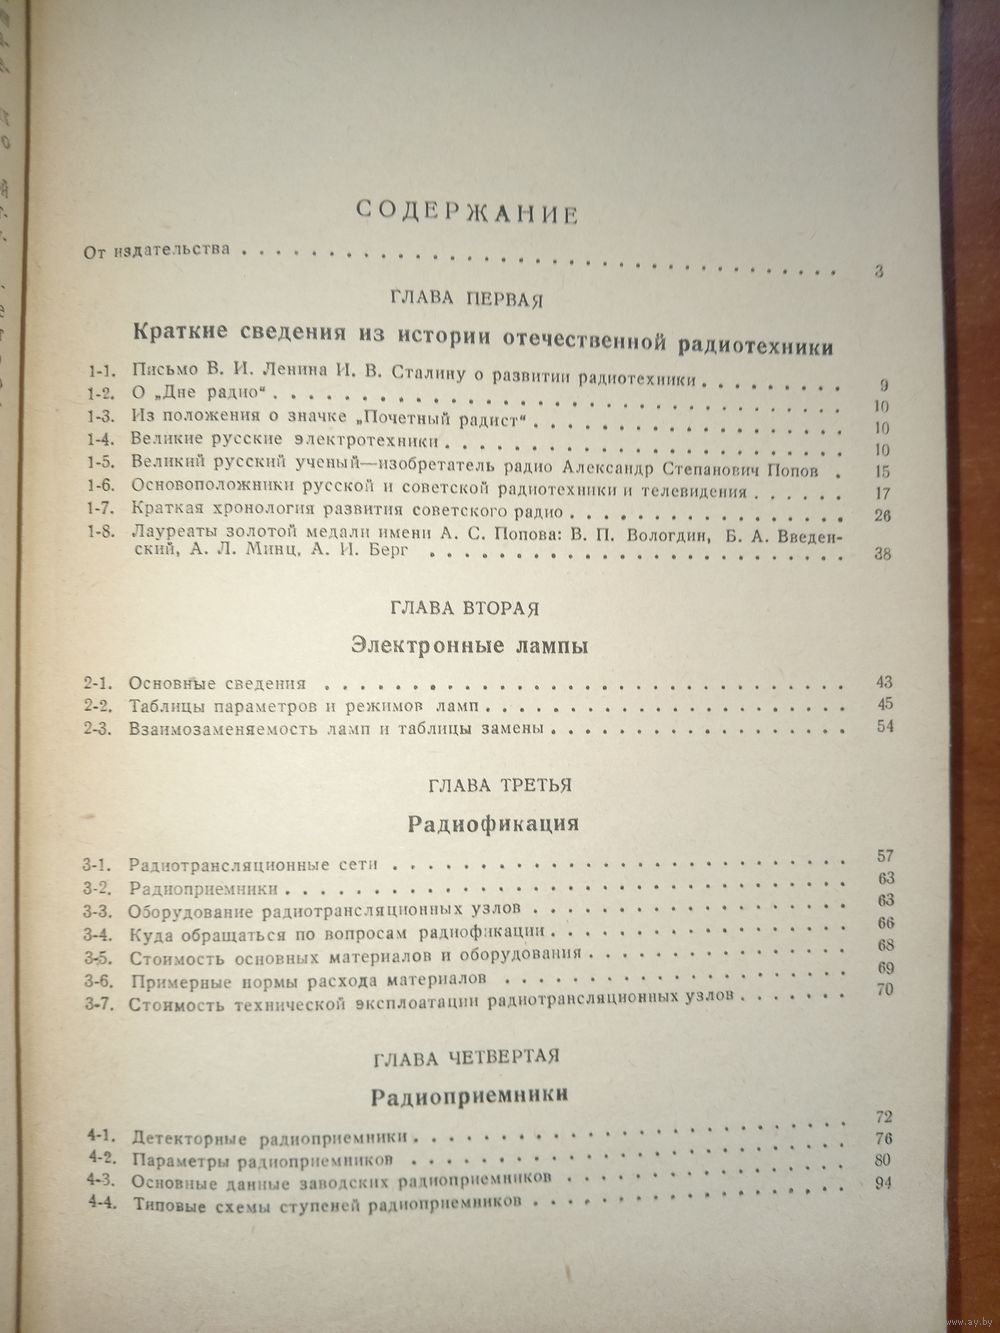 СОДЕРЖАНИЕ
От издательства . . . . . . . . . . . . . . . . . . . . . . . . . . . . . . . . . . 3
ГЛАВА ПЕРВАЯ
Краткие сведения из истории отечественной радиотехники
1-1. Письмо В. И. Ленина И. В. Сталину о развитии радиотехники . . . . . . . . 9
1-2. О „Дне радио“ . . . . . . . . . . . . . . . . . . . . . . . . . . . . . . . 10
1-3. Из положения о значке „Почетный радист“ . . . . . . . . . . . . . . . . 10
1-4. Великие русские электротехники . . . . . . . . . . . . . . . . . . . . . 10
1-5. Великий русский ученый—изобретатель радио Александр Степанович Попов . 15
1-6. Основоположники русской и советской радиотехники и телевидения . . . . . . 17
1-7. Краткая хронология развития советского радио . . . . . . . . . . . . . . 26
1-8. Лауреаты золотой медали имени А. С. Попова: В. П. Вологдин, Б. А. Введен-
ский, А. Л. Минц, А. И. Берг . . . . . . . . . . . . . . . . . . . . . 38
ГЛАВА ВТОРАЯ
Электронные лампы
2-1. Основные сведения . . . . . . . . . . . . . . . . . . . . . . . . . . 43
2-2. Таблицы параметров и режимов ламп . . . . . . . . . . . . . . . . . . 45
2-3. Взаимозаменяемость ламп и таблицы замены . . . . . . . . . . . . . . . 54
ГЛАВА ТРЕТЬЯ
Радиофикация
3-1. Радиотрансляционные сети . . . . . . . . . . . . . . . . . . . . . . . 57
3-2. Радиоприемники . . . . . . . . . . . . . . . . . . . . . . . . . . . . 63
3-3. Оборудование радиотрансляционных узлов . . . . . . . . . . . . . . . . 63
3-4. Куда обращаться по вопросам радиофикации . . . . . . . . . . . . . . . 66
3-5. Стоимость основных материалов и оборудования . . . . . . . . . . . . . 68
3-6. Примерные нормы расхода материалов . . . . . . . . . . . . . . . . . 69
3-7. Стоимость технической эксплоатации радиотрансляционных узлов . . . . . . . 70
ГЛАВА ЧЕТВЕРТАЯ
Радиоприемники
4-1. Детекторные радиоприемники . . . . . . . . . . . . . . . . . . . . . . 72
4-2. Параметры радиоприемников . . . . . . . . . . . . . . . . . . . . . . 76
4-3. Основные данные заводских радиоприемников . . . . . . . . . . . . . . 80
4-4. Типовые схемы ступеней радиоприемников . . . . . . . . . . . . . . . . 94
www.ay.by